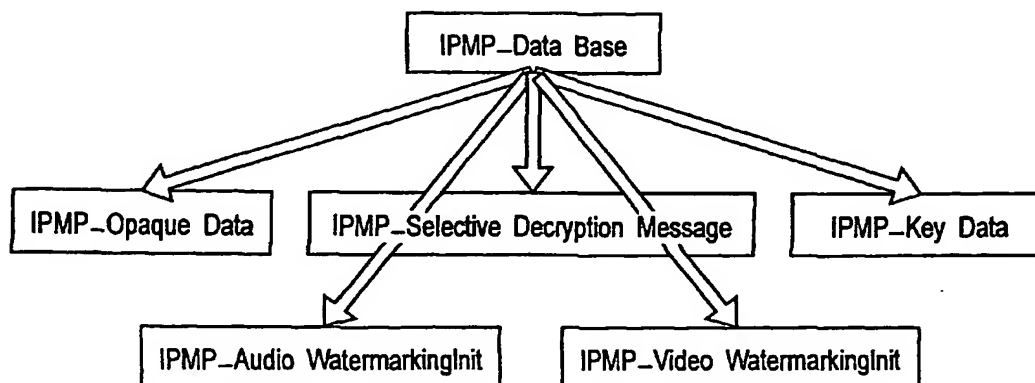 IPMP_Data Base
IPMP_Opaque Data
IPMP_Selective Decryption Message
IPMP_Key Data
IPMP_Audio WatermarkingInit
IPMP_Video WatermarkingInit